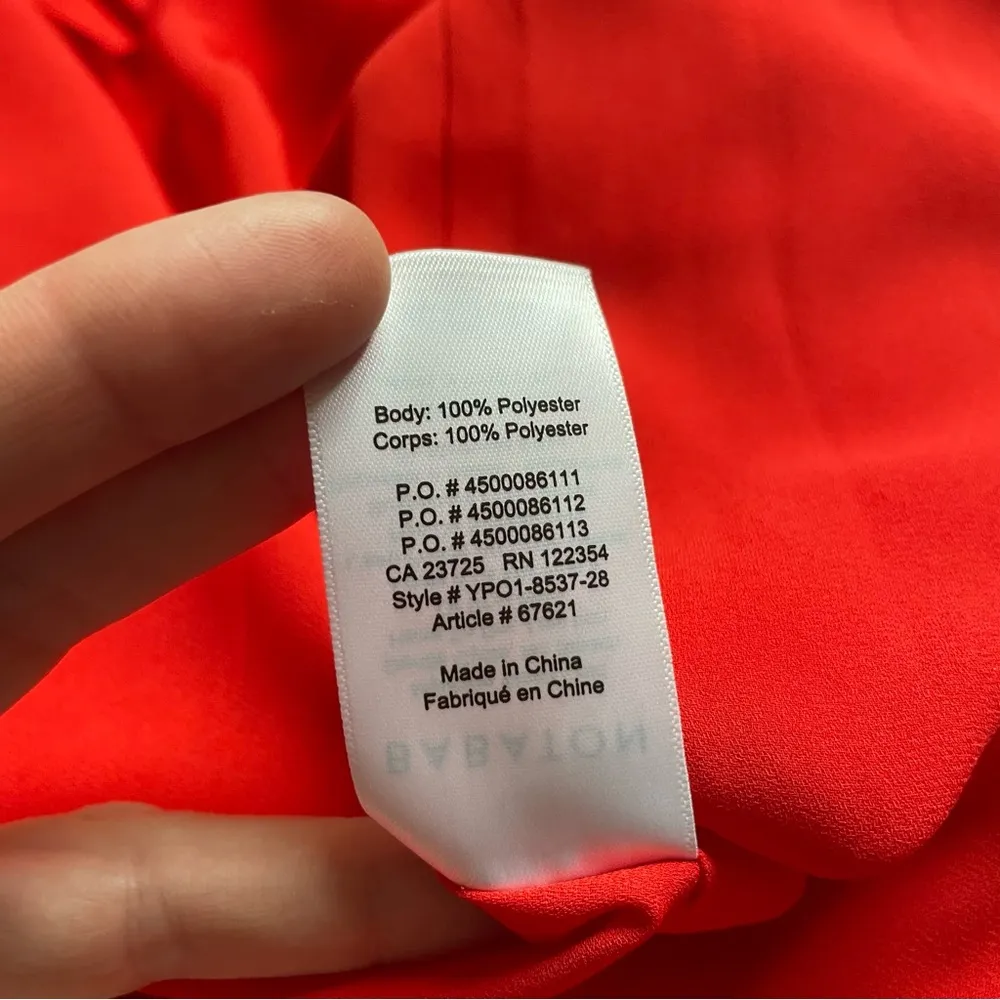 Body: 100% Polyester
Corps: 100% Polyester
P.O. # 4500086111
P.O. # 4500086112
P.O. # 4500086113
CA 23725 RN 122354
Style # YPO1-8537-28
Article # 67621
Made in China
Fabriqué en Chine
BABATON